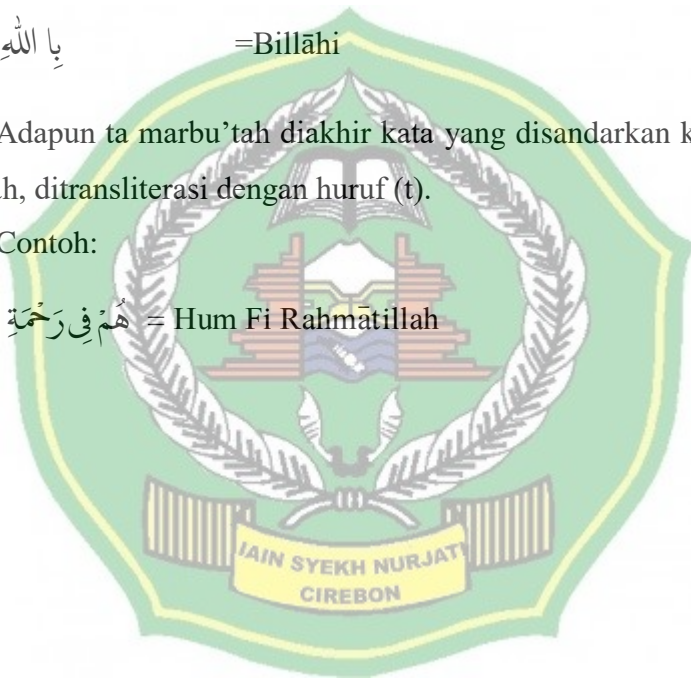 بِا اللهِ =Billāhi
Adapun ta marbu’tah diakhir kata yang disandarkan k
ah, ditransliterasi dengan huruf (t).
Contoh:
هُمْ فِى رَحْمَةِ = Hum Fi Rahmātillah
IAIN SYEKH NURJATI
CIREBON